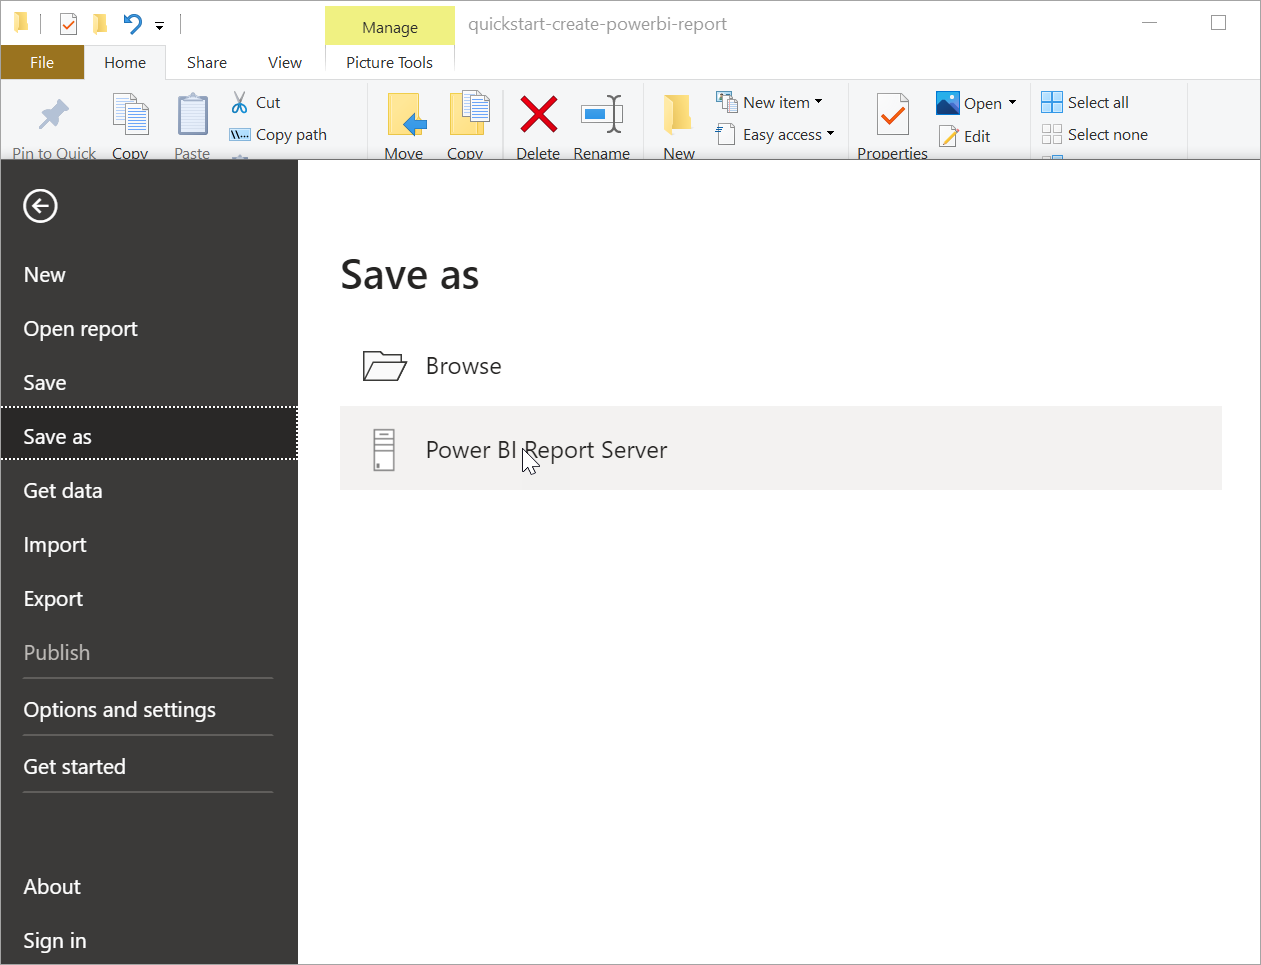 Manage
quickstart-create-powerbi-report
File
Home
Share
View
Picture Tools
Pin to Quick
Copy
Paste
Cut
Copy path
Move
Copy
Delete
Rename
New
New item
Easy access
Properties
Open
Edit
Select all
Select none
New
Open report
Save
Save as
Get data
Import
Export
Publish
Options and settings
Get started
About
Sign in
Save as
Browse
Power BI Report Server